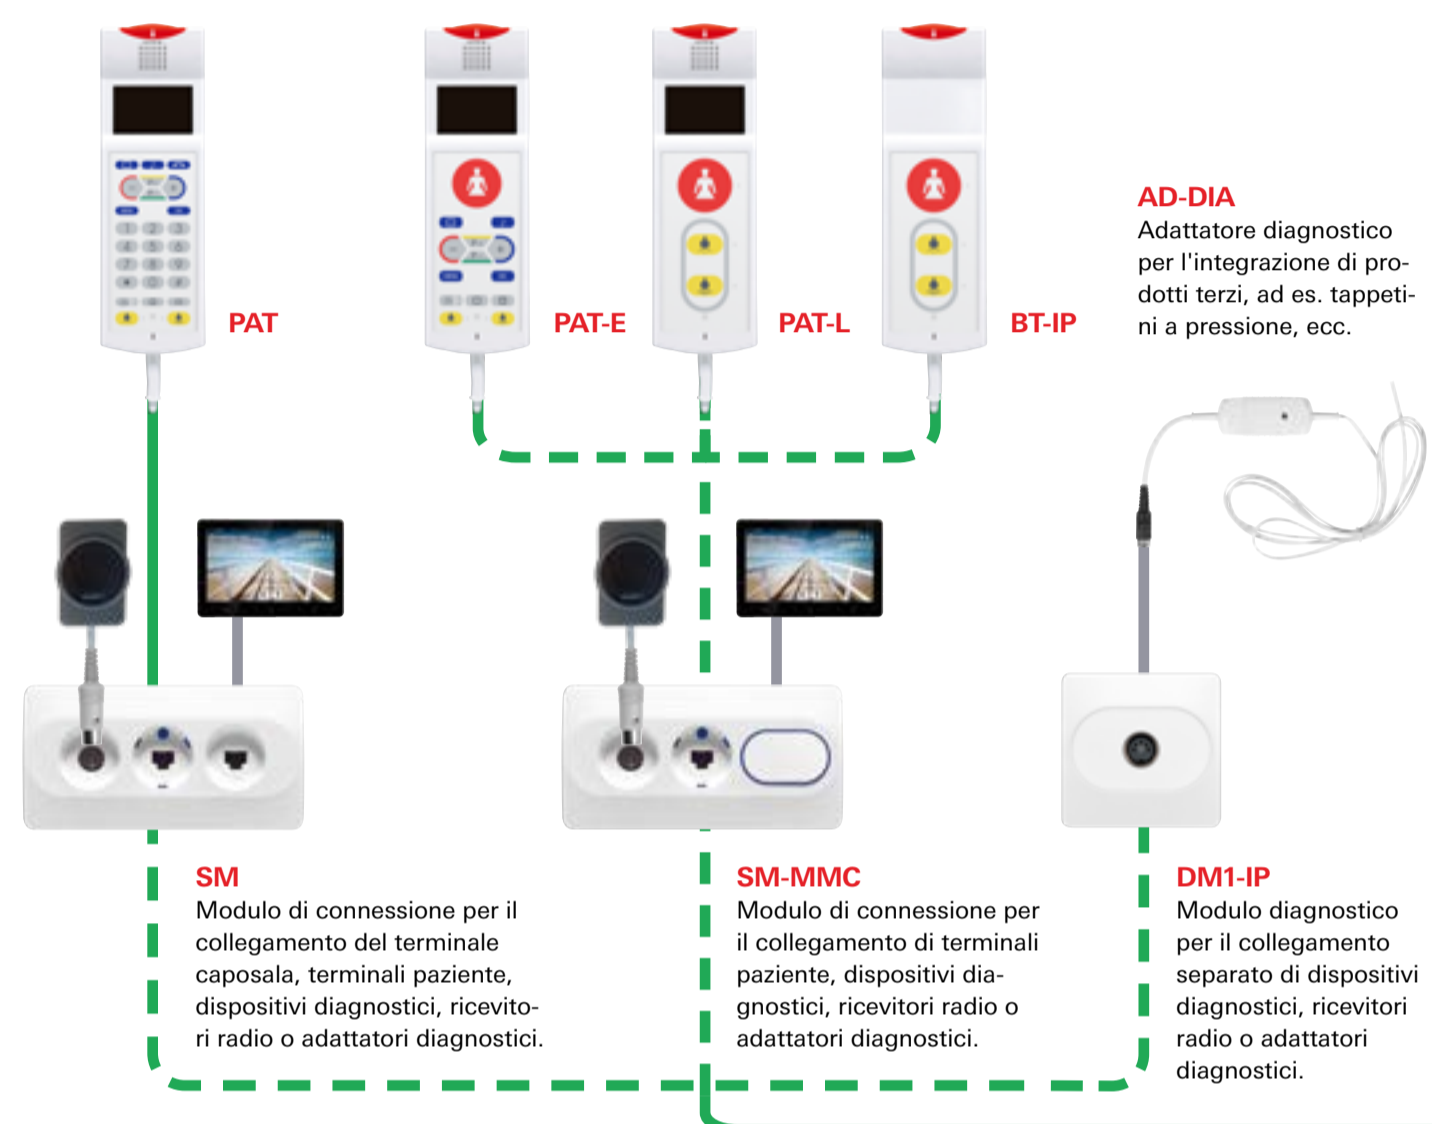 PAT
PAT-E
PAT-L
BT-IP
AD-DIA
Adattatore diagnostico
per l'integrazione di pro-
dotti terzi, ad es. tappeti-
ni a pressione, ecc.
SM
Modulo di connessione per il
collegamento del terminale
caposala, terminali paziente,
dispositivi diagnostici, ricevito-
ri radio o adattatori diagnostici.
SM-MMC
Modulo di connessione per
il collegamento di terminali
paziente, dispositivi dia-
gnostici, ricevitori radio o
adattatori diagnostici.
DM1-IP
Modulo diagnostico
per il collegamento
separato di dispositivi
diagnostici, ricevitori
radio o adattatori
diagnostici.